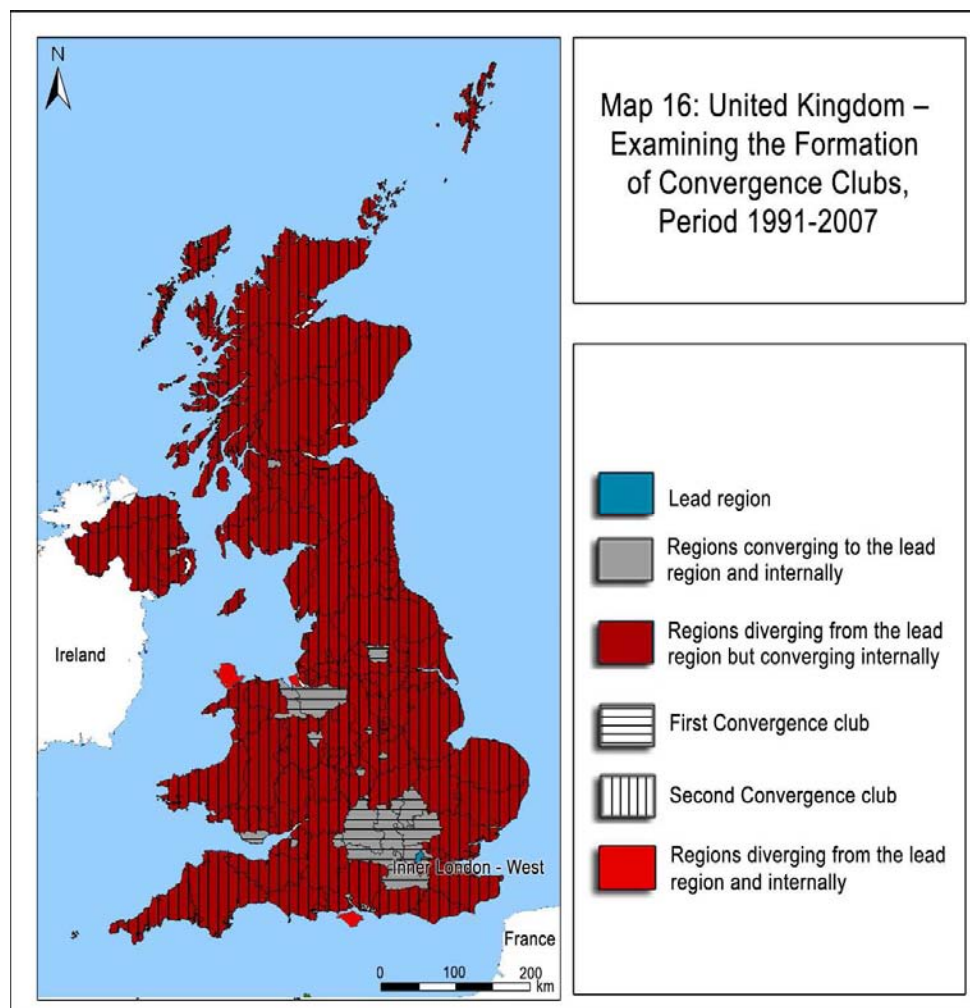 N
Map 16: United Kingdom –
Examining the Formation
of Convergence Clubs,
Period 1991-2007
Ireland
Inner London - West
France
0 100 200
km
Lead region
Regions converging to the lead
region and internally
Regions diverging from the lead
region but converging internally
First Convergence club
Second Convergence club
Regions diverging from the lead
region and internally